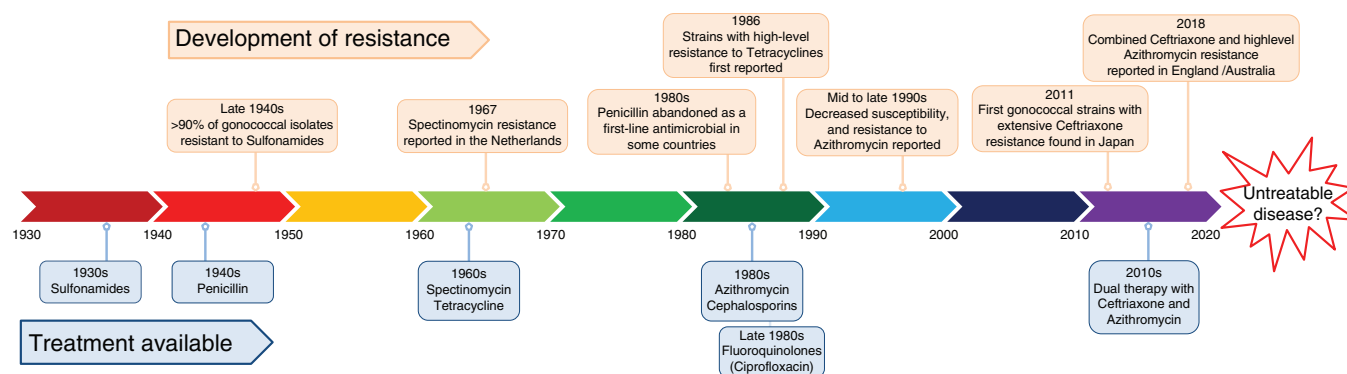 Development of resistance
Late 1940s
>90% of gonococcal isolates
resistant to Sulfonamides
1967
Spectinomycin resistance
reported in the Netherlands
1980s
Penicillin abandoned as a
first-line antimicrobial in
some countries
1986
Strains with high-level
resistance to Tetracyclines
first reported
Mid to late 1990s
Decreased susceptibility,
and resistance to
Azithromycin reported
2011
First gonococcal strains with
extensive Ceftriaxone
resistance found in Japan
2018
Combined Ceftriaxone and highlevel
Azithromycin resistance
reported in England /Australia
Untreatable
disease?
1930
1940
1950
1960
1970
1980
1990
2000
2010
2020
1930s
Sulfonamides
1940s
Penicillin
1960s
Spectinomycin
Tetracycline
1980s
Azithromycin
Cephalosporins
Late 1980s
Fluoroquinolones
(Ciprofloxacin)
2010s
Dual therapy with
Ceftriaxone and
Azithromycin
Treatment available